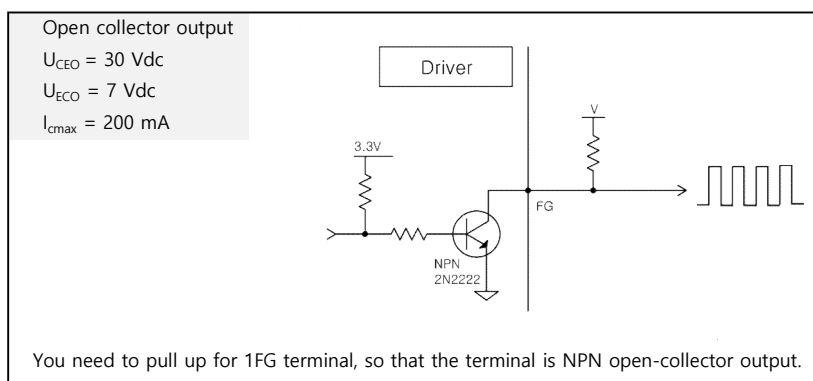 Open collector output
UCEO = 30 Vdc
UECO = 7 Vdc
Icmax = 200 mA
Driver
V
3.3V
FG
NPN
2N2222
You need to pull up for 1FG terminal, so that the terminal is NPN open-collector output.